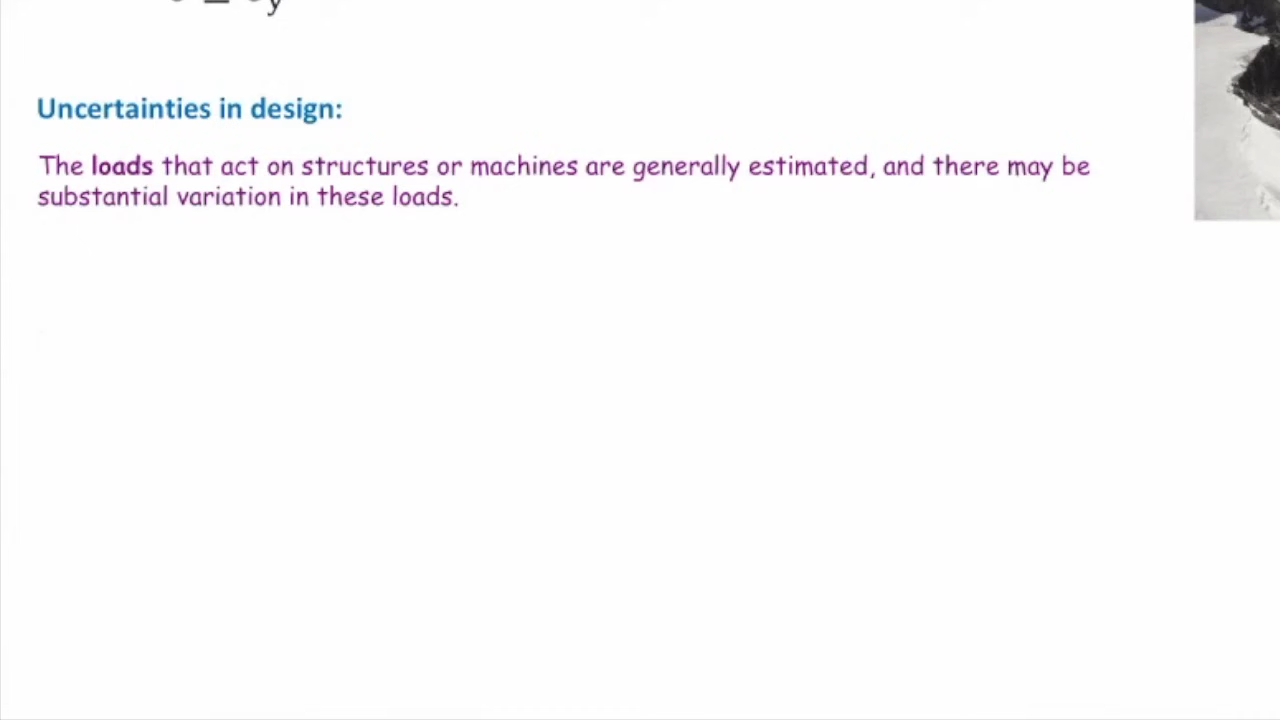 Uncertainties in design:
The loads that act on structures or machines are generally estimated, and there may be
substantial variation in these loads.